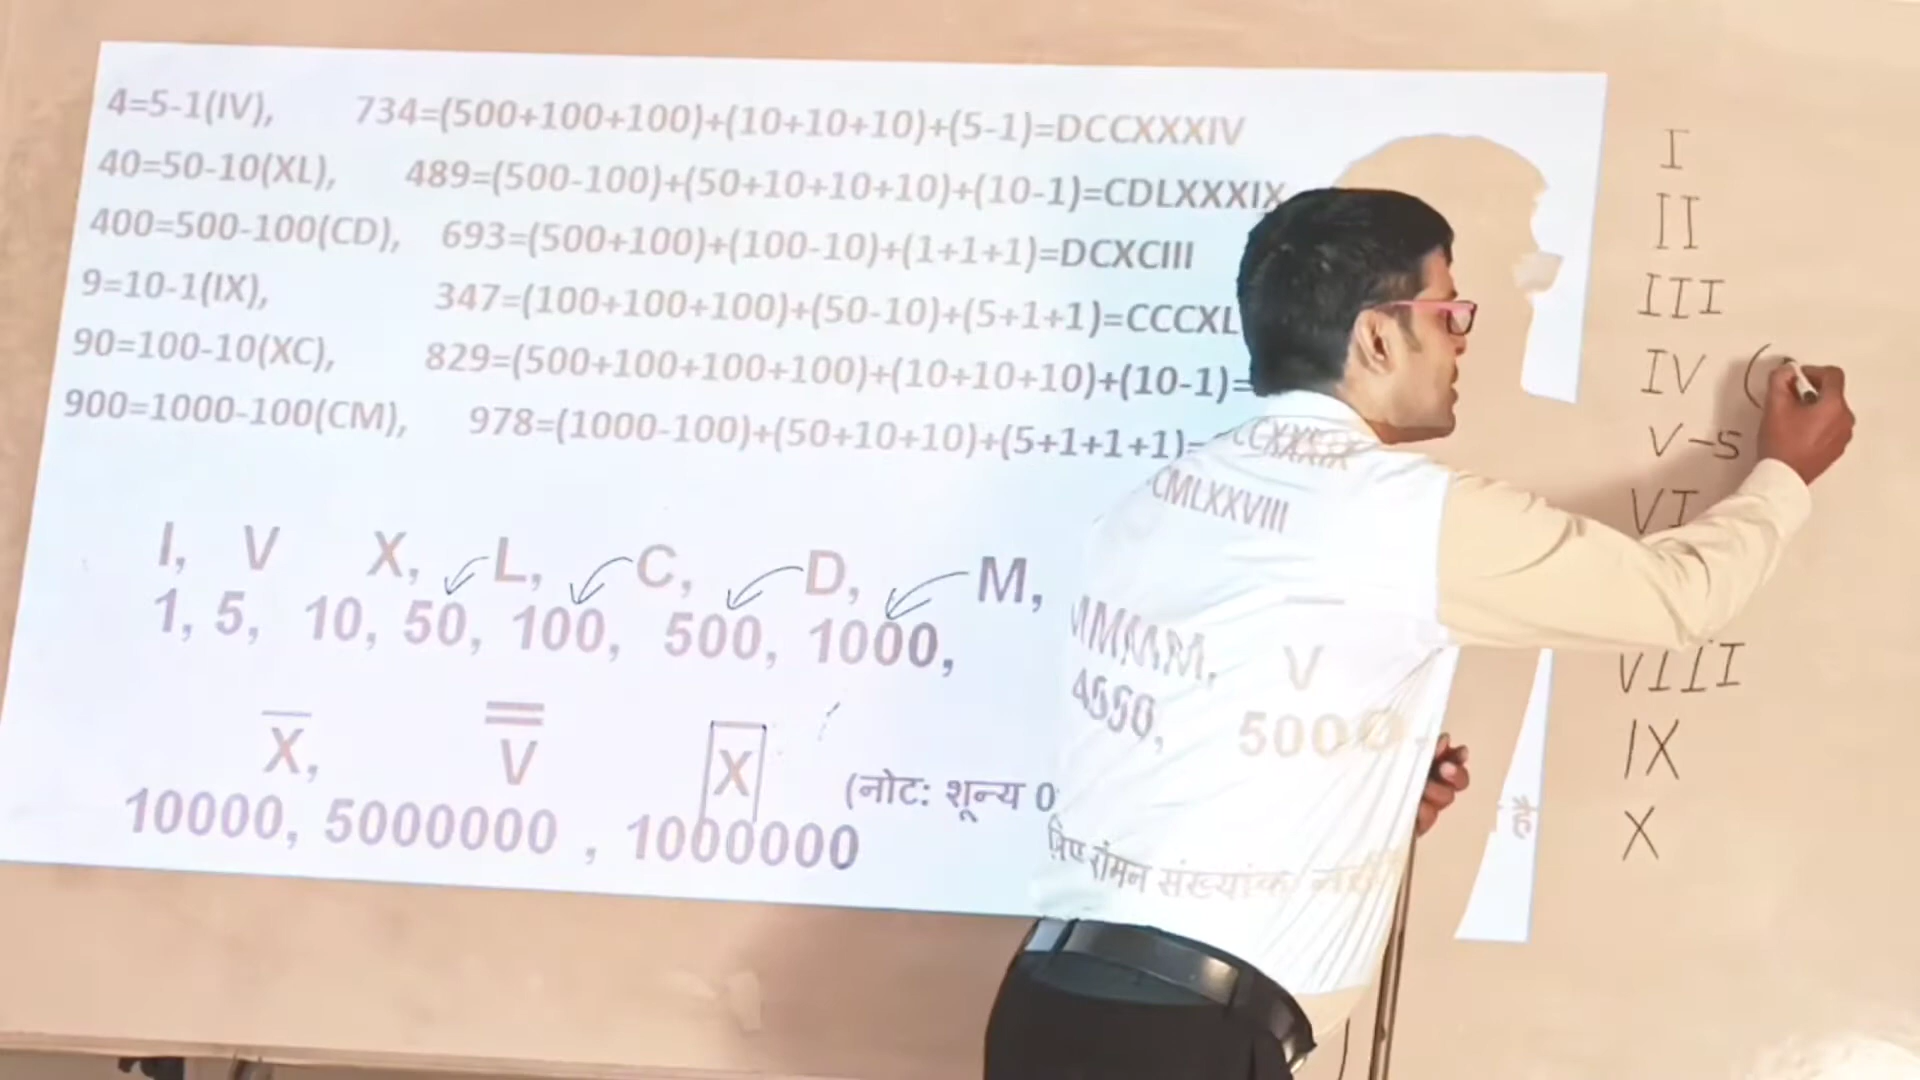 4=5-1(IV), 734=(500+100+100)+(10+10+10)+(5-1)=DCCXXXIV
40=50-10(XL), 489=(500-100)+(50+10+10+10)+(10-1)=CDLXXXIX
400=500-100(CD), 693=(500+100)+(100-10)+(1+1+1)=DCXCIII
9=10-1(IX), 347=(100+100+100)+(50-10)+(5+1+1)=CCCXL
90=100-10(XC), 829=(500+100+100+100)+(10+10+10)+(10-1)=
900=1000-100(CM), 978=(1000-100)+(50+10+10)+(5+1+1+1)=
CMLXXVIII
I, V X, L, C, D, M,
1, 5, 10, 50, 100, 500, 1000,
V̅
5000
X̅, V̿ X
10000, 5000000 , 1000000
(नोट: शून्य 0
रोमन संख्यांक
है
I
II
III
IV (
V-5
VI
VIII
IX
X